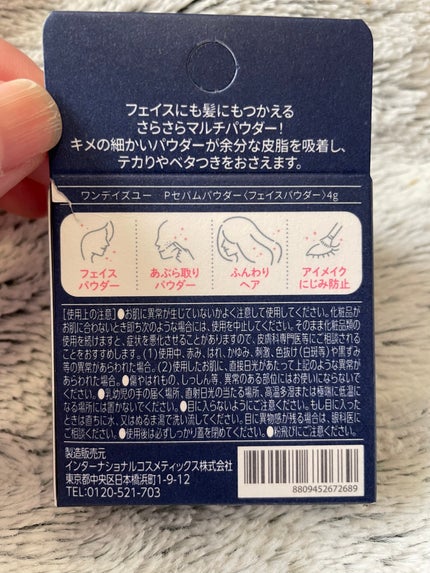 フェイスにも髪にもつかえる
さらさらマルチパウダー!
キメの細かいパウダーが余分な皮脂を吸着し、
テカりやベタつきをおさえます。
ワンデイズユー Pセバムパウダー〈フェイスパウダー〉4g
フェイス
パウダー
あぶら取り
パウダー
ふんわり
ヘア
アイメイク
にじみ防止
【使用上の注意】●お肌に異常が生じていないかよく注意して使用してください。化粧品が
お肌に合わないとき即ち次のような場合には、使用を中止してください。そのまま化粧品類の
使用を続けますと、症状を悪化させることがありますので、皮膚科専門医等にご相談される
ことをおすすめします。(1)使用中、赤み、はれ、かゆみ、刺激、色抜け(白斑等)や黒ずみ
等の異常があらわれた場合。(2)使用したお肌に、直接日光があたって上記のような異常が
あらわれた場合。●傷やはれもの、しっしん等、異常のある部位にはお使いにならないで
ください。●乳幼児の手の届く場所、直射日光の当たる場所、高温多湿または極端に低温に
なる場所には置かないでください。●目に入らないようにご注意ください。もし目に入った
ときは直ちに水、又はぬるま湯で洗い流してください。目に異物感が残る場合は、眼科医に
ご相談ください。●使用後は必ずしっかり蓋を閉めてください。●粉飛びにご注意ください。
製造販売元
インターナショナルコスメティックス株式会社
東京都中央区日本橋浜町1-9-12
TEL:0120-521-703
8809452672689